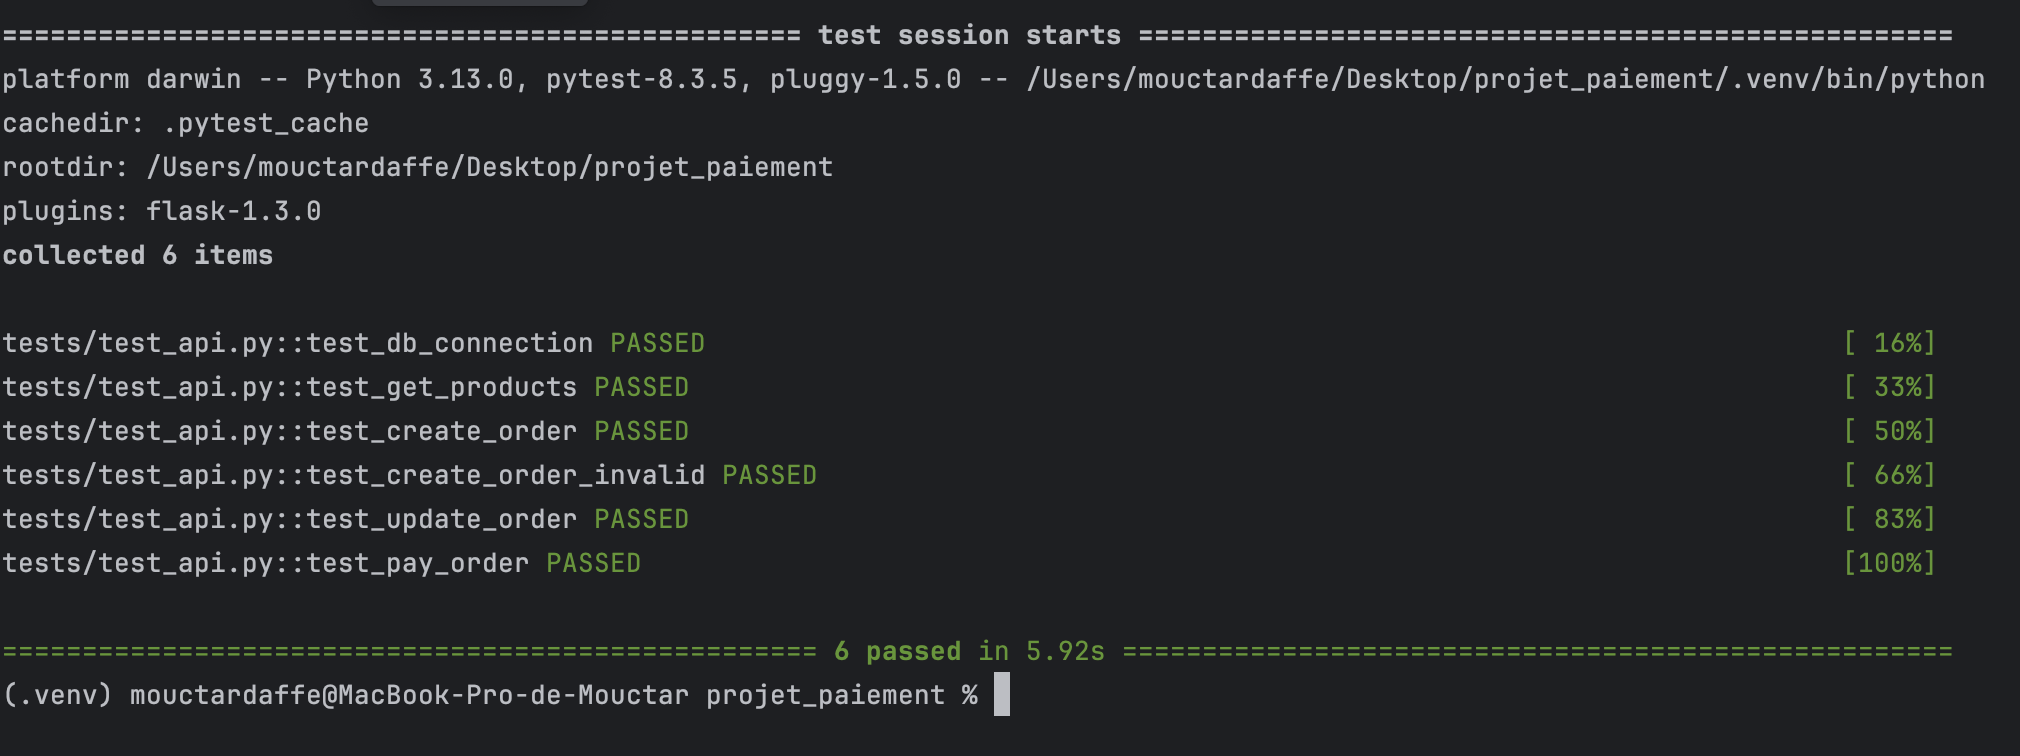 ================================================== test session starts ===================================================
platform darwin -- Python 3.13.0, pytest-8.3.5, pluggy-1.5.0 -- /Users/mouctardaffe/Desktop/projet_paiement/.venv/bin/python
cachedir: .pytest_cache
rootdir: /Users/mouctardaffe/Desktop/projet_paiement
plugins: flask-1.3.0
collected 6 items
tests/test_api.py::test_db_connection PASSED [ 16%]
tests/test_api.py::test_get_products PASSED [ 33%]
tests/test_api.py::test_create_order PASSED [ 50%]
tests/test_api.py::test_create_order_invalid PASSED [ 66%]
tests/test_api.py::test_update_order PASSED [ 83%]
tests/test_api.py::test_pay_order PASSED [100%]
=================================================== 6 passed in 5.92s ====================================================
(.venv) mouctardaffe@MacBook-Pro-de-Mouctar projet_paiement %